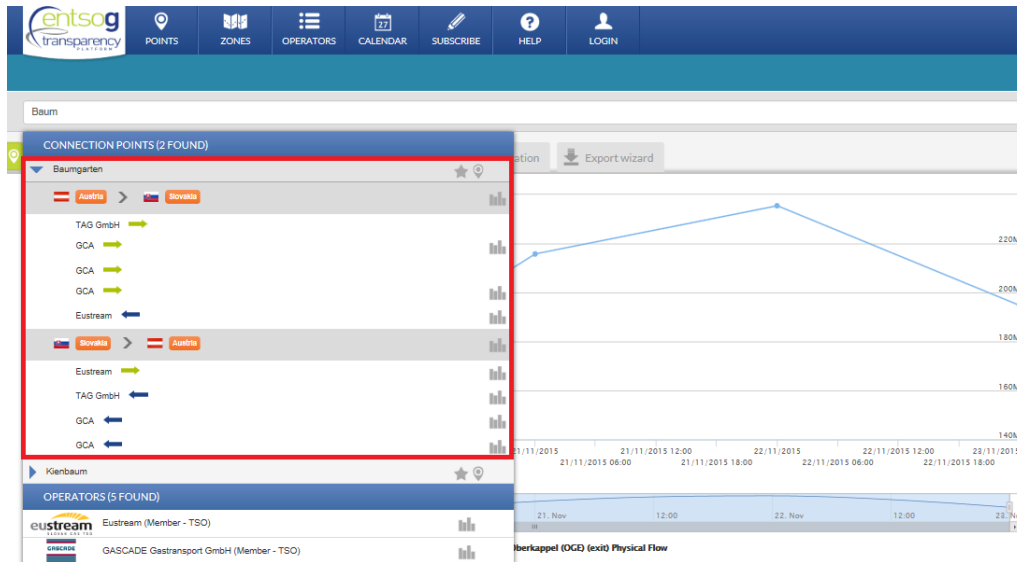 entsog
transparency
PLATFORM
POINTS
ZONES
OPERATORS
27
CALENDAR
SUBSCRIBE
?
HELP
LOGIN
Baum
CONNECTION POINTS (2 FOUND)
Baumgarten
Austria > Slovakia
TAG GmbH
GCA
GCA
GCA
Eustream
Slovakia > Austria
Eustream
TAG GmbH
GCA
GCA
Kienbaum
OPERATORS (5 FOUND)
eustream
SLOVAK GAS TSO
Eustream (Member - TSO)
GASCADE
GASCADE Gastransport GmbH (Member - TSO)
ation
Export wizard
220M
200M
180M
160M
140M
21/11/2015
21/11/2015 06:00
21/11/2015 12:00
21/11/2015 18:00
22/11/2015
22/11/2015 06:00
22/11/2015 12:00
22/11/2015 18:00
23/11/2015
21. Nov
12:00
22. Nov
12:00
23. N
berkappel (OGE) (exit) Physical Flow